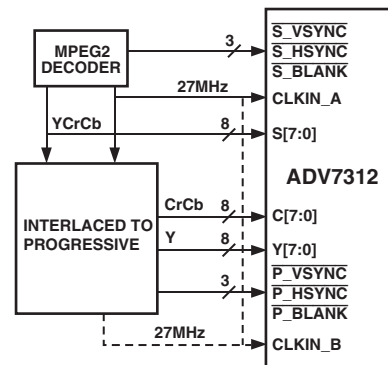 MPEG2
DECODER
3
S_VSYNC
S_HSYNC
S_BLANK
27MHz
CLKIN_A
YCrCb
8
S[7:0]
ADV7312
INTERLACED TO
PROGRESSIVE
CrCb
8
C[7:0]
Y
8
Y[7:0]
3
P_VSYNC
P_HSYNC
P_BLANK
27MHz
CLKIN_B